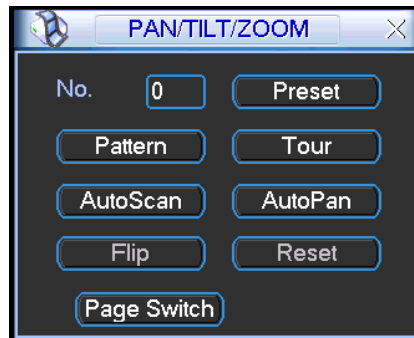 PAN/TILT/ZOOM
No. 0 Preset
Pattern Tour
AutoScan AutoPan
Flip Reset
Page Switch